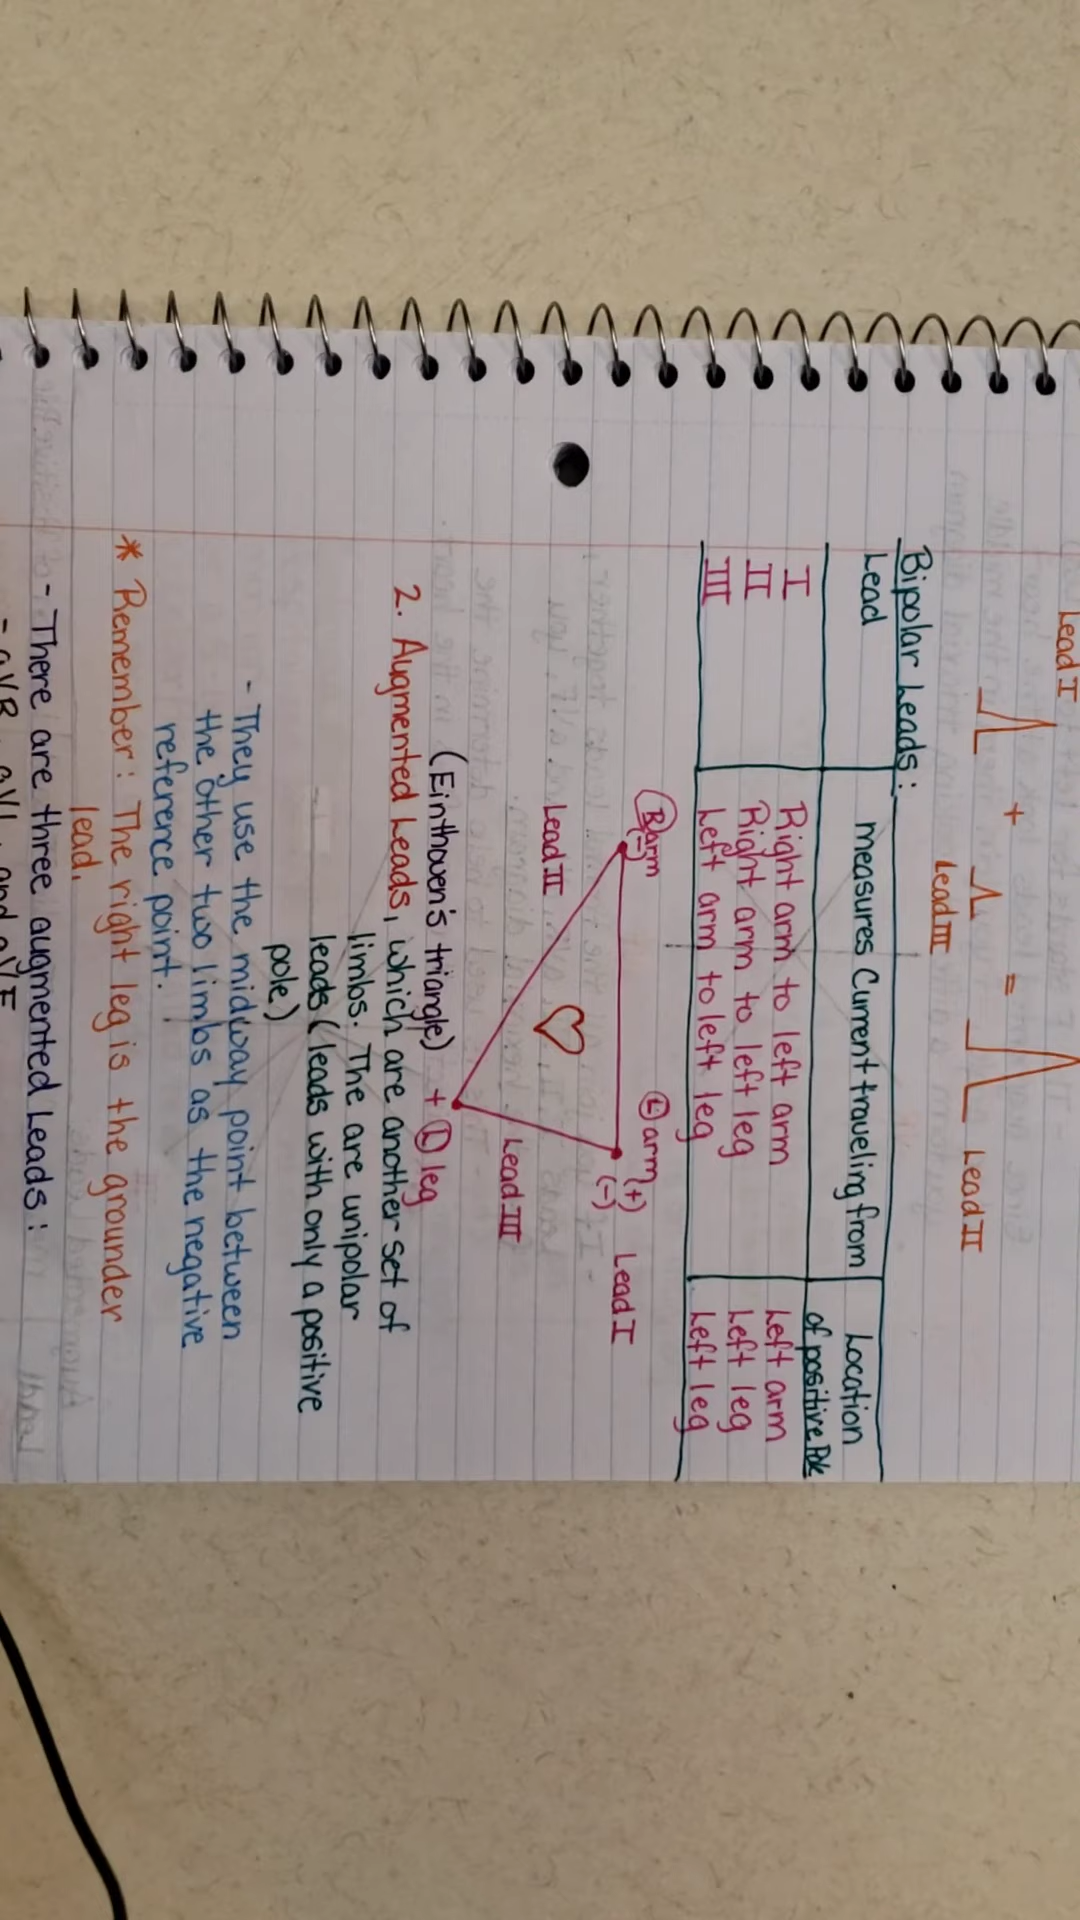 Lead I + Lead III = Lead II
Bipolar Leads:
Lead measures Current traveling from Location of positive Pole
I Right arm to left arm Left arm
II Right arm to left leg Left leg
III Left arm to left leg Left leg
R arm (-) L arm (+) (-) Lead I
Lead II Lead III
(Einthoven's triangle) + L leg
2. Augmented Leads, which are another set of
limbs. The are unipolar
leads (leads with only a positive
pole)
- They use the midway point between
the other two limbs as the negative
reference point.
* Remember: The right leg is the grounder
lead.
- There are three augmented Leads:
- aVR, aVL, and aVF